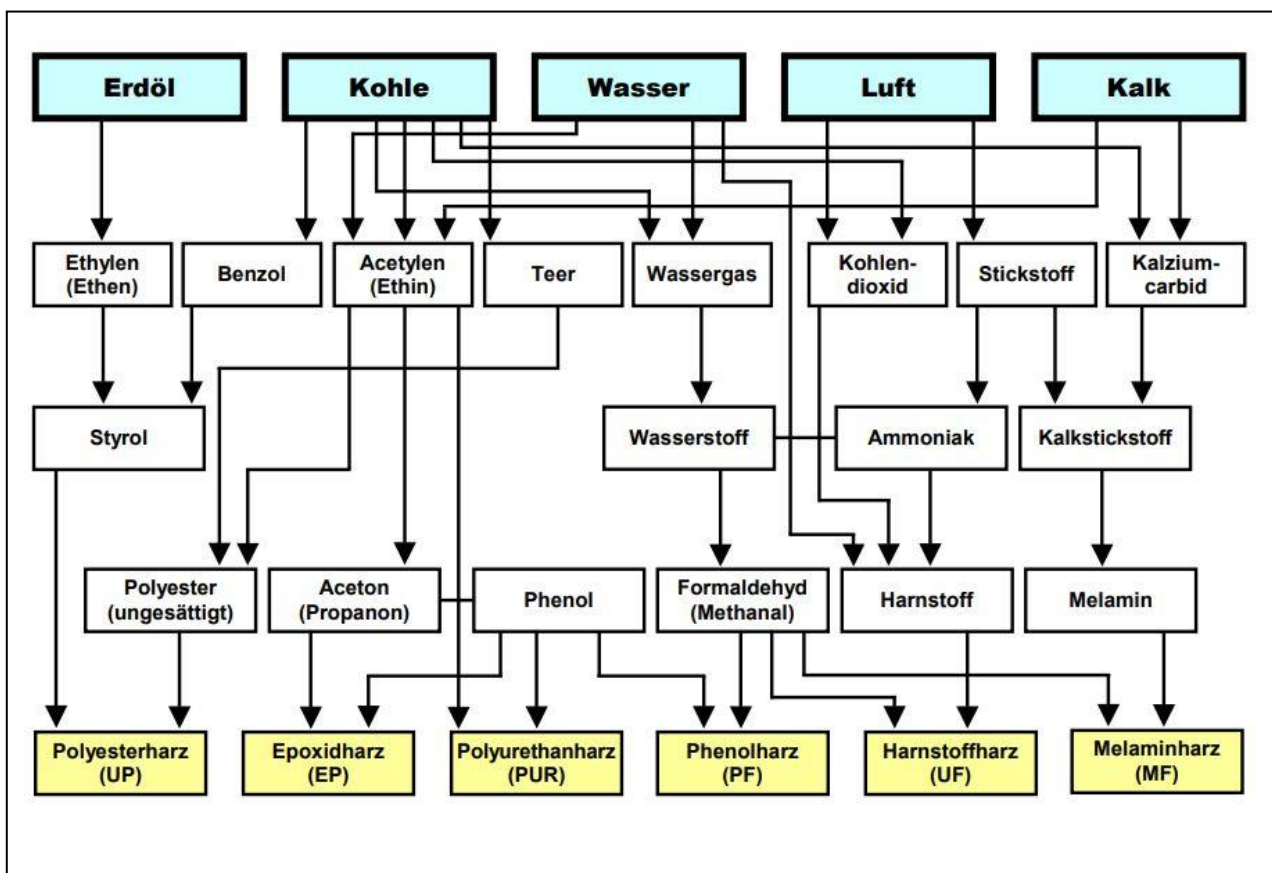 Erdöl
Kohle
Wasser
Luft
Kalk
Ethylen
(Ethen)
Benzol
Acetylen
(Ethin)
Teer
Wassergas
Kohlen-
dioxid
Stickstoff
Kalzium-
carbid
Styrol
Wasserstoff
Ammoniak
Kalkstickstoff
Polyester
(ungesättigt)
Aceton
(Propanon)
Phenol
Formaldehyd
(Methanal)
Harnstoff
Melamin
Polyesterharz
(UP)
Epoxidharz
(EP)
Polyurethanharz
(PUR)
Phenolharz
(PF)
Harnstoffharz
(UF)
Melaminharz
(MF)